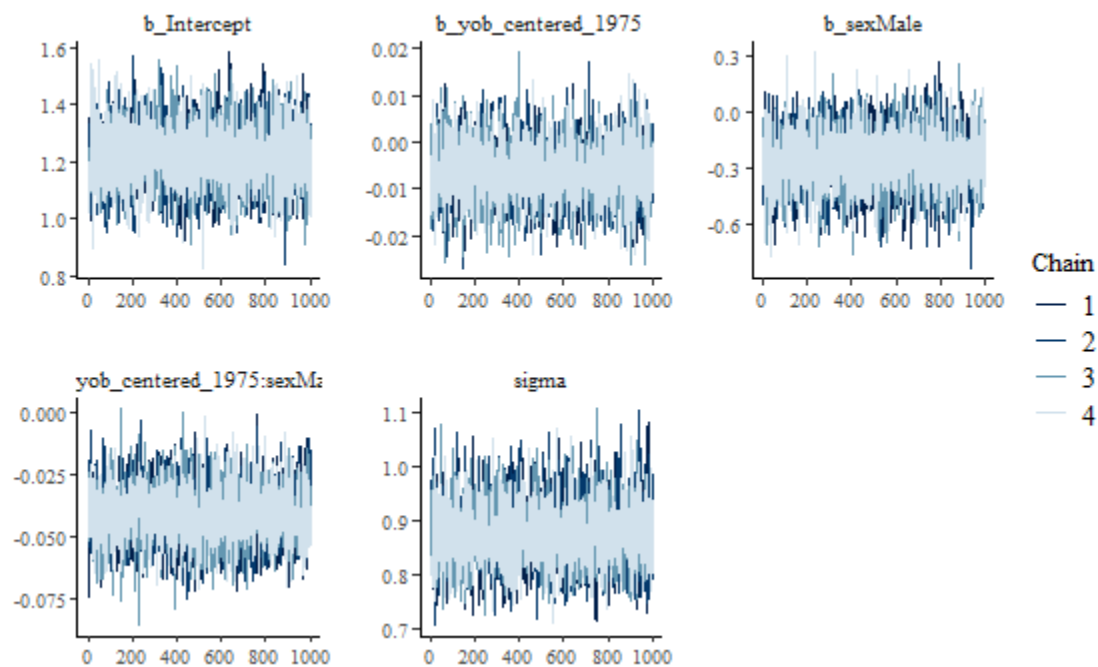 b_Intercept
b_yob_centered_1975
b_sexMale
1.6
1.4
1.2
1.0
0.8
0 200 400 600 800 1000
0.02
0.01
0.00
-0.01
-0.02
0 200 400 600 800 1000
0.3
0.0
-0.3
-0.6
0 200 400 600 800 1000
Chain
1
2
3
4
yob_centered_1975:sexMa
sigma
0.000
-0.025
-0.050
-0.075
0 200 400 600 800 1000
1.1
1.0
0.9
0.8
0.7
0 200 400 600 800 1000